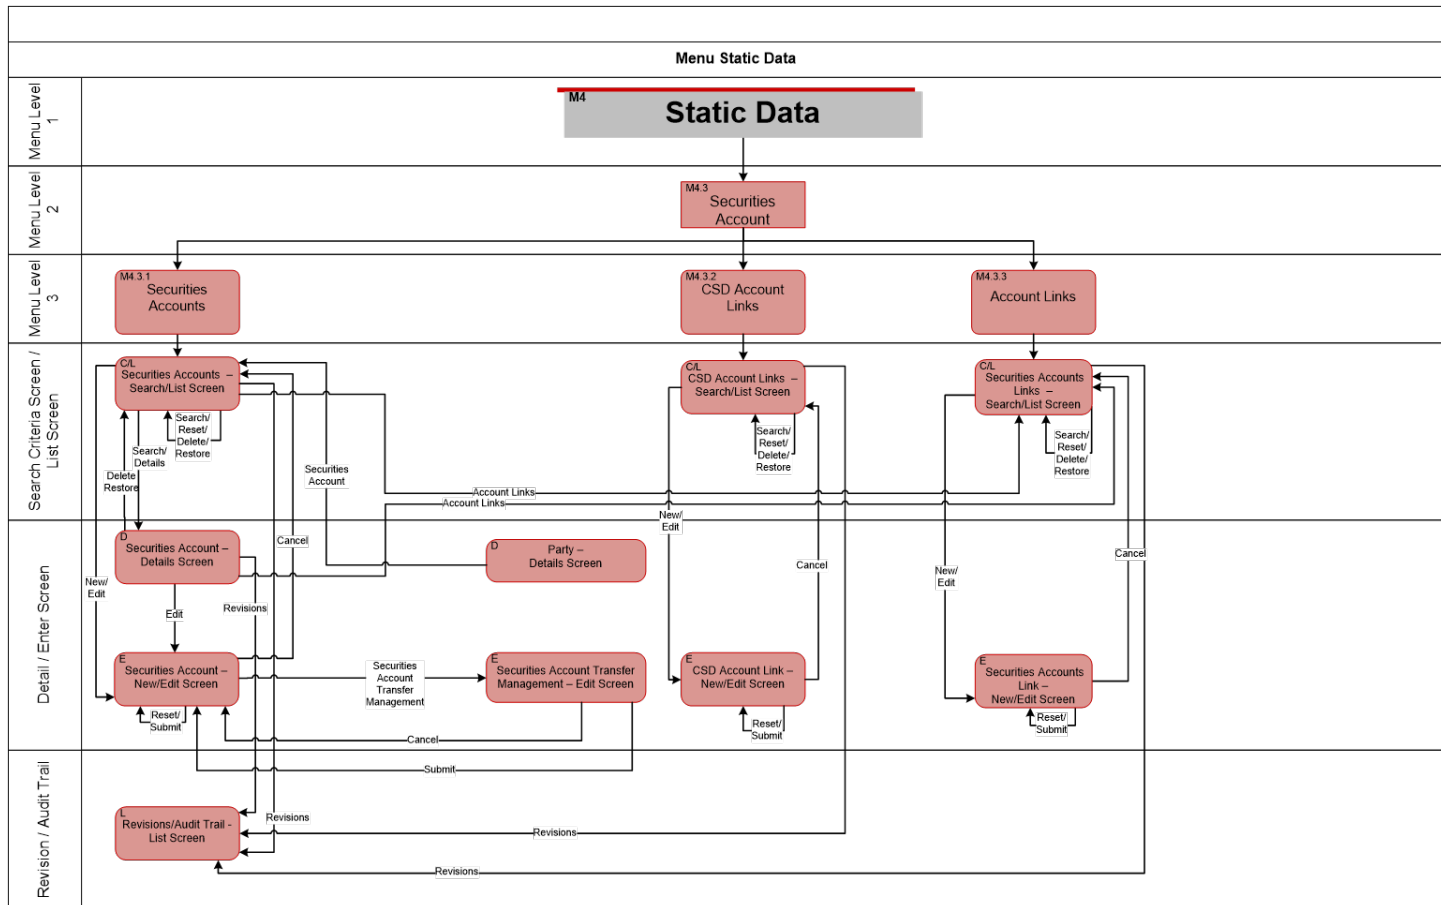 Menu Static Data
Menu Level
1
M4
Static Data
Menu Level
2
M4.3
Securities
Account
Menu Level
3
M4.3.1
Securities
Accounts
M4.3.2
CSD Account
Links
M4.3.3
Account Links
Search Criteria Screen /
List Screen
C/L
Securities Accounts –
Search/List Screen
C/L
CSD Account Links –
Search/List Screen
C/L
Securities Accounts
Links –
Search/List Screen
Search/
Reset/
Delete/
Restore
Search/
Details
Delete
Restore
Securities
Account
Search/
Reset/
Delete/
Restore
Search/
Reset/
Delete/
Restore
Account Links
Account Links
New/
Edit
Detail / Enter Screen
D
Securities Account –
Details Screen
Cancel
D
Party –
Details Screen
Cancel
Cancel
New/
Edit
New/
Edit
Edit
Revisions
E
Securities Account –
New/Edit Screen
Securities
Account
Transfer
Management
E
Securities Account Transfer
Management – Edit Screen
E
CSD Account Link –
New/Edit Screen
E
Securities Accounts
Link –
New/Edit Screen
Reset/
Submit
Reset/
Submit
Reset/
Submit
Cancel
Submit
Revision / Audit Trail
L
Revisions/Audit Trail -
List Screen
Revisions
Revisions
Revisions